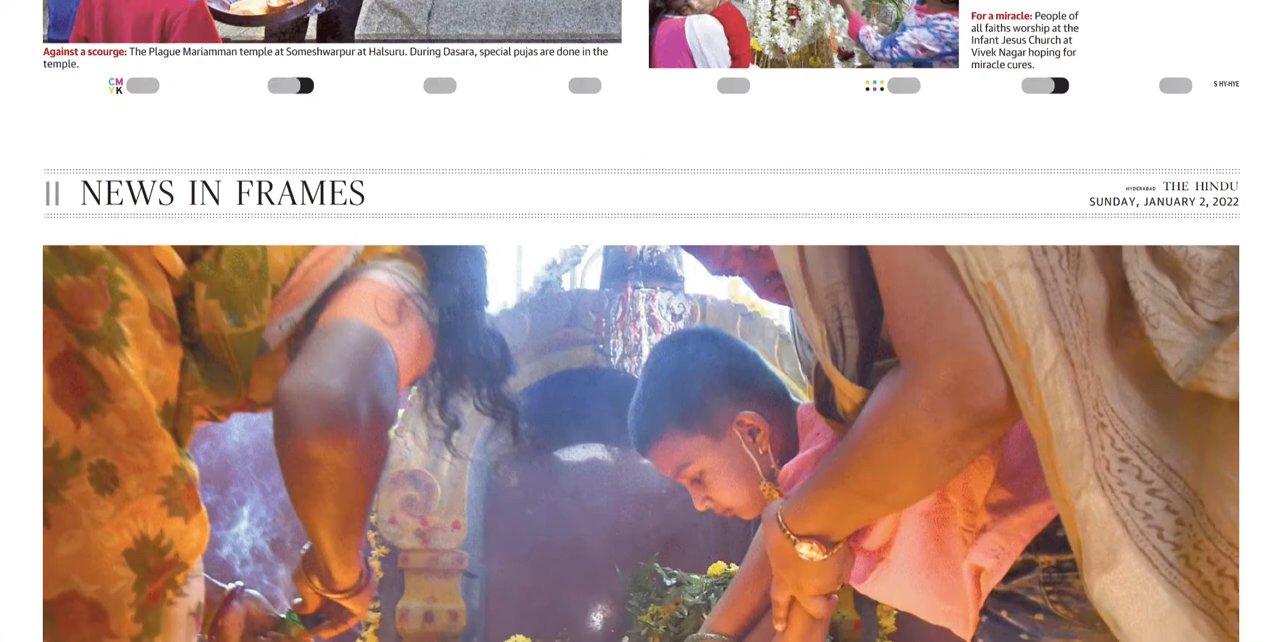 Against a scourge: The Plague Mariamman temple at Someshwarpur at Halsuru. During Dasara, special pujas are done in the
temple.
For a miracle: People of
all faiths worship at the
Infant Jesus Church at
Vivek Nagar hoping for
miracle cures.
CM
YK
S HY-HYE
NEWS IN FRAMES
HYDERABAD THE HINDU
SUNDAY, JANUARY 2, 2022